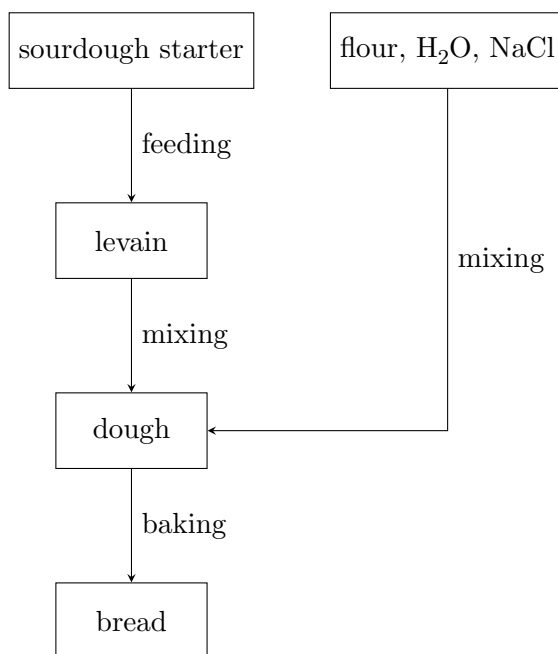 sourdough starter
flour, H₂O, NaCl
feeding
levain
mixing
mixing
dough
baking
bread